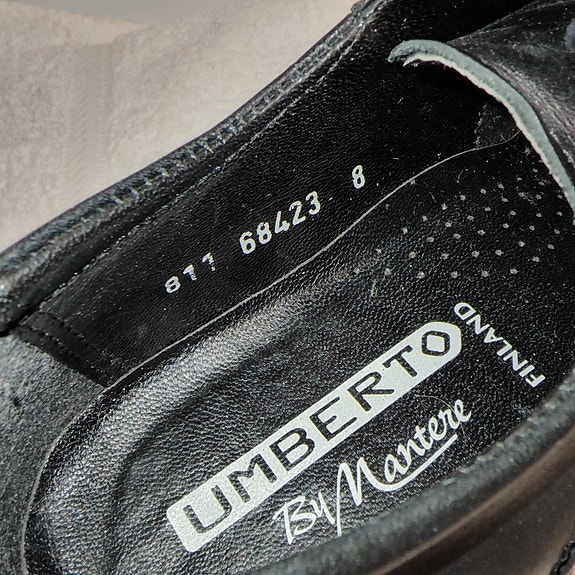 811 68423 8
UMBERTO
By Mantere
FINLAND